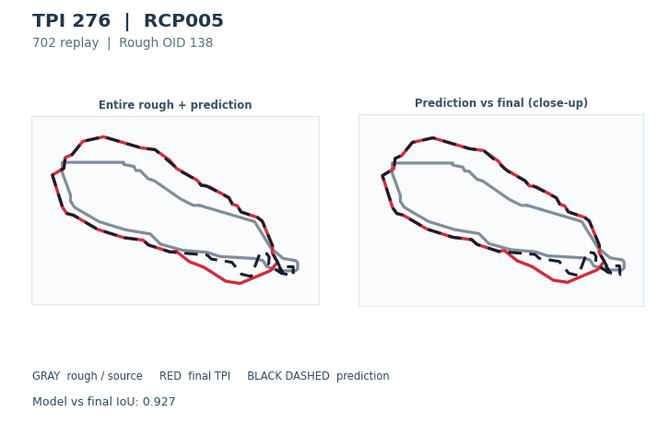 TPI 276 | RCP005
702 replay | Rough OID 138
Entire rough + prediction
Prediction vs final (close-up)
GRAY rough / source RED final TPI BLACK DASHED prediction
Model vs final IoU: 0.927